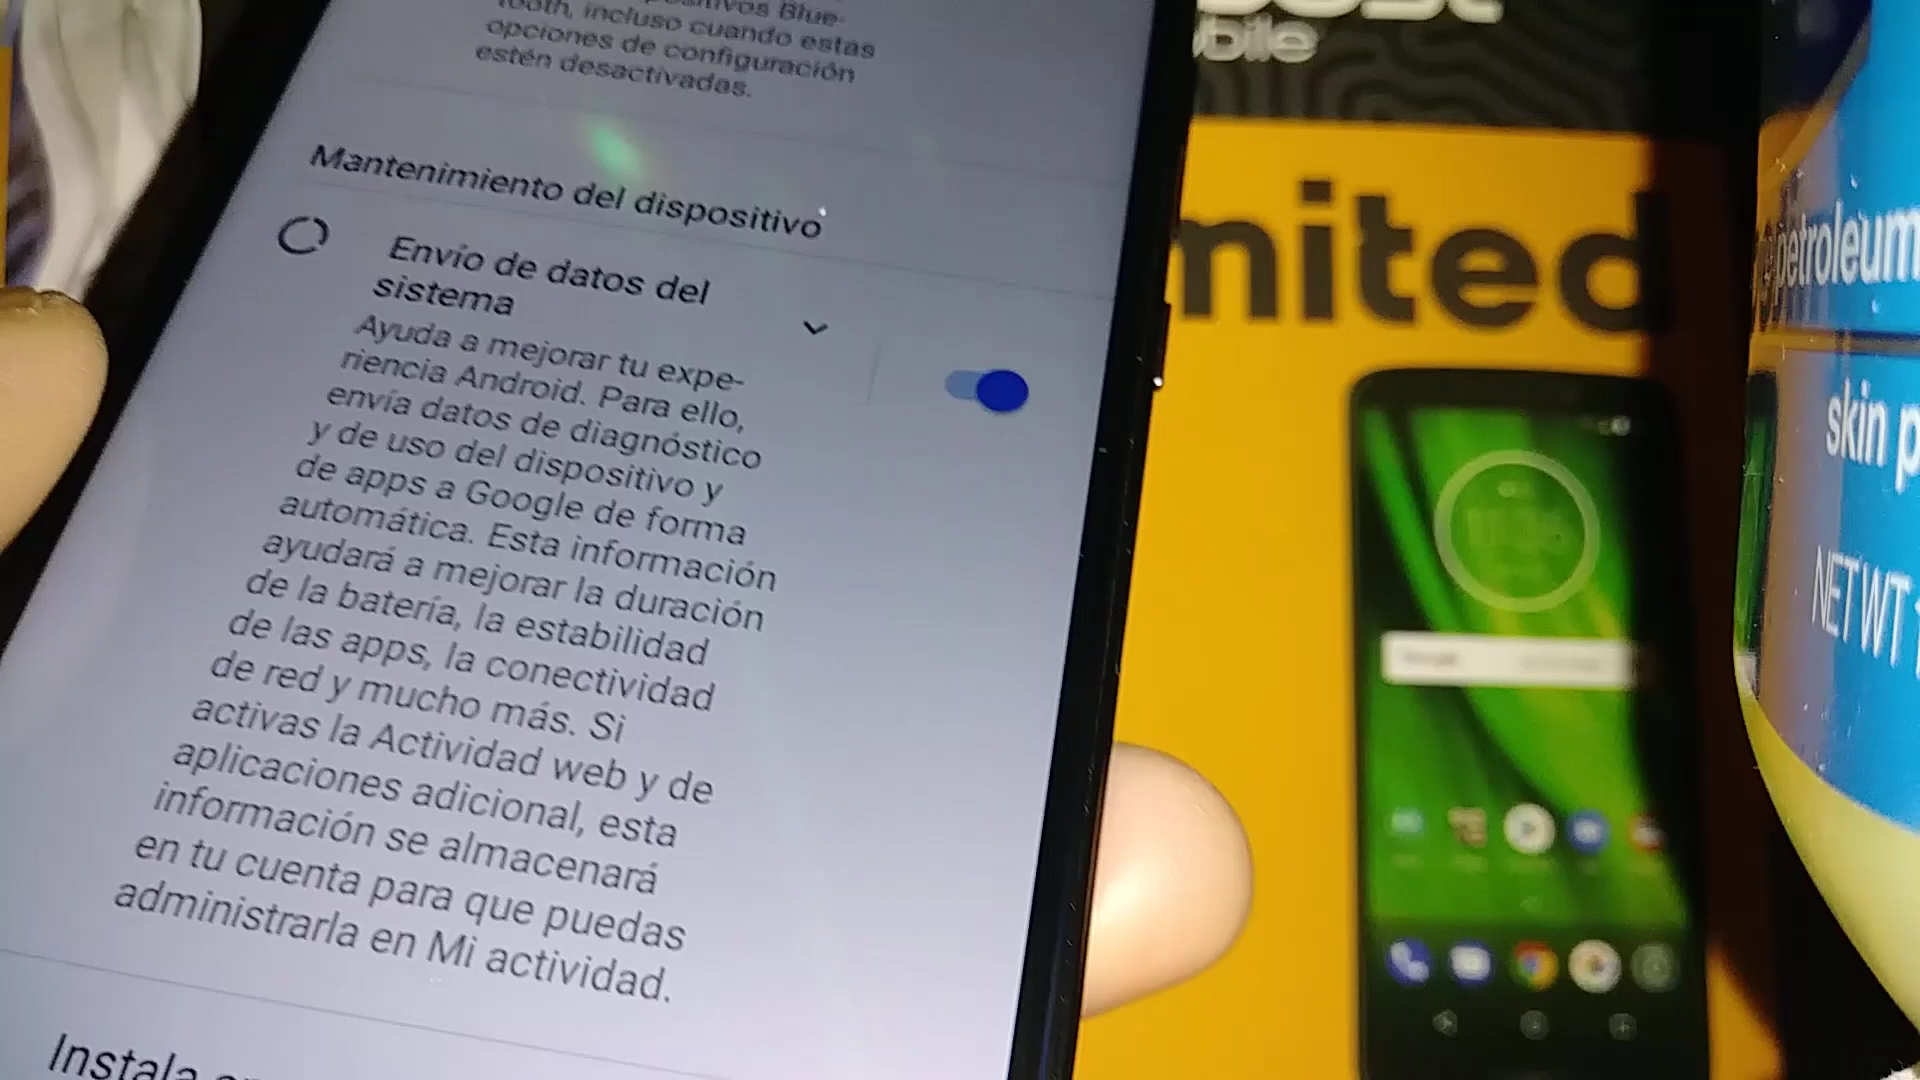 opciones de configuración
tooth, incluso cuando estas
estén desactivadas.
Mantenimiento del dispositivo
Envío de datos del
sistema
Ayuda a mejorar tu expe-
riencia Android. Para ello,
envía datos de diagnóstico
y de uso del dispositivo y
de apps a Google de forma
automática. Esta información
ayudará a mejorar la duración
de la batería, la estabilidad
de las apps, la conectividad
de red y mucho más. Si
activas la Actividad web y de
aplicaciones adicional, esta
información se almacenará
en tu cuenta para que puedas
administrarla en Mi actividad.
Instala
mited
petroleum
skin p
NET WT